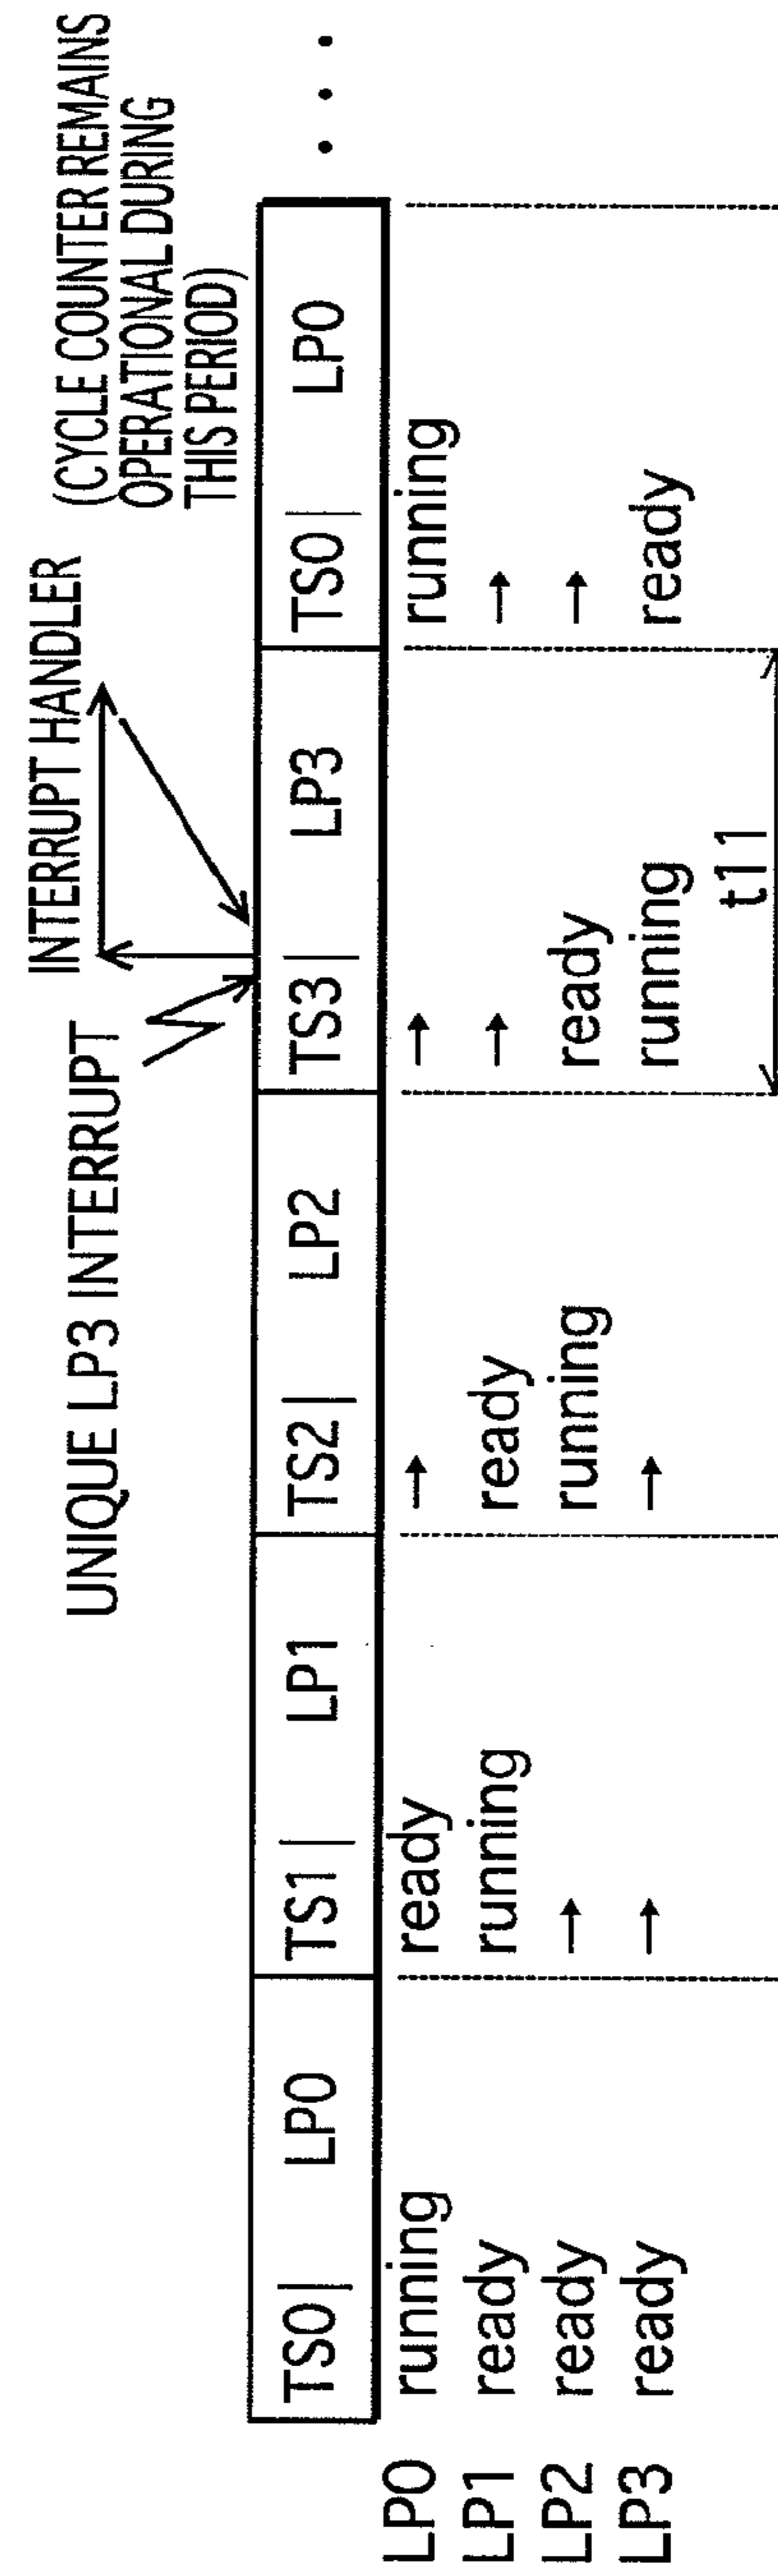 UNIQUE LP3 INTERRUPT
INTERRUPT HANDLER
(CYCLE COUNTER REMAINS
OPERATIONAL DURING
THIS PERIOD)
TS0 LP0 TS1 LP1 TS2 LP2 TS3 LP3 TS0 LP0 • • •
LP0 running ready → → running
LP1 ready running ready → →
LP2 ready → running ready →
LP3 ready → → running ready
t11